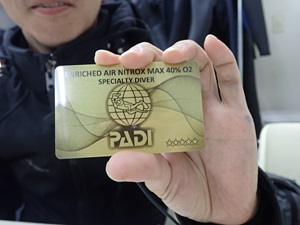 ENRICHED AIR NITROX MAX 40% O2
SPECIALTY DIVER
PADI